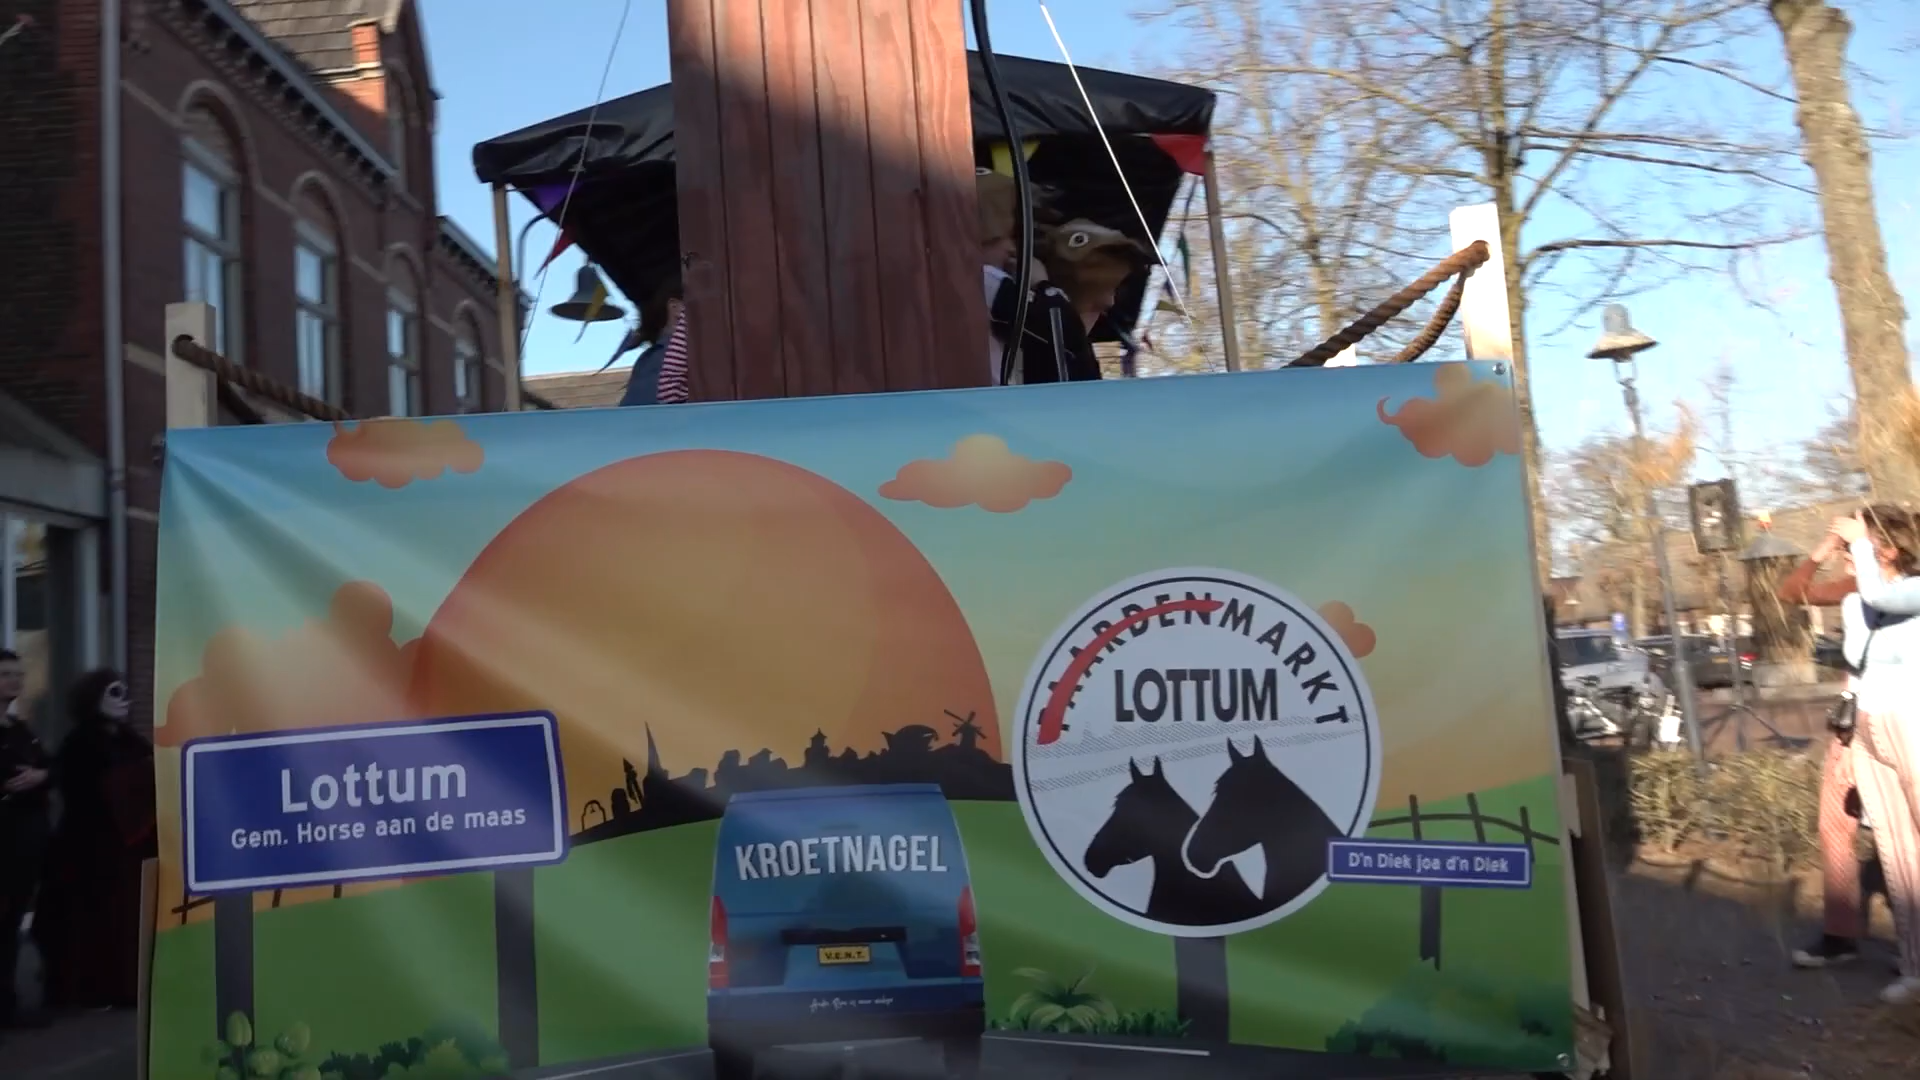 PAARDENMARKT
LOTTUM
Lottum
Gem. Horse aan de maas
KROETNAGEL
D'n Diek joa d'n Diek
V.E.N.T.